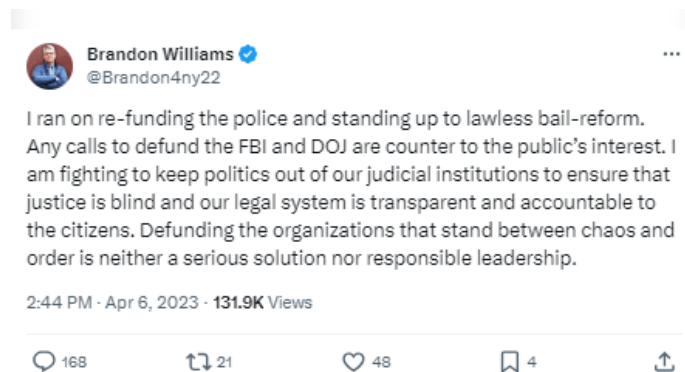 Brandon Williams
@Brandon4ny22
I ran on re-funding the police and standing up to lawless bail-reform.
Any calls to defund the FBI and DOJ are counter to the public's interest. I
am fighting to keep politics out of our judicial institutions to ensure that
justice is blind and our legal system is transparent and accountable to
the citizens. Defunding the organizations that stand between chaos and
order is neither a serious solution nor responsible leadership.
2:44 PM · Apr 6, 2023 · 131.9K Views
168 21 48 4